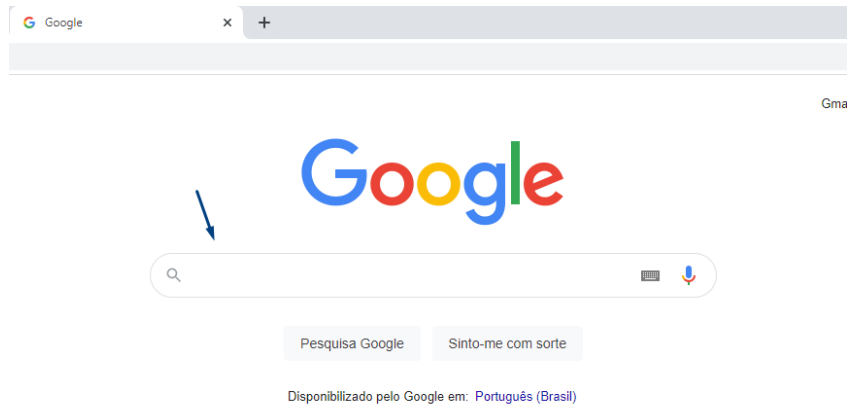 Google
Gma
Google
Pesquisa Google
Sinto-me com sorte
Disponibilizado pelo Google em: Português (Brasil)